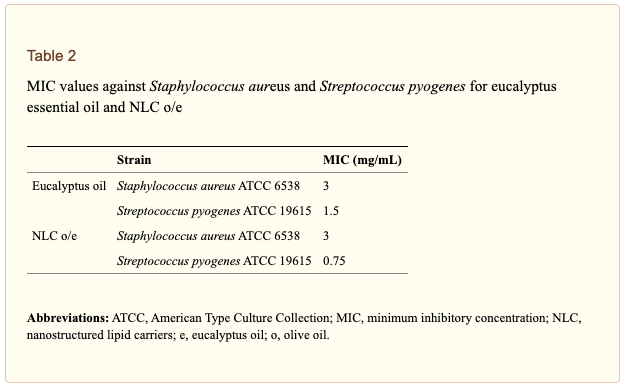 Table 2
MIC values against Staphylococcus aureus and Streptococcus pyogenes for eucalyptus
essential oil and NLC o/e
Strain MIC (mg/mL)
Eucalyptus oil Staphylococcus aureus ATCC 6538 3
Streptococcus pyogenes ATCC 19615 1.5
NLC o/e Staphylococcus aureus ATCC 6538 3
Streptococcus pyogenes ATCC 19615 0.75
Abbreviations: ATCC, American Type Culture Collection; MIC, minimum inhibitory concentration; NLC,
nanostructured lipid carriers; e, eucalyptus oil; o, olive oil.